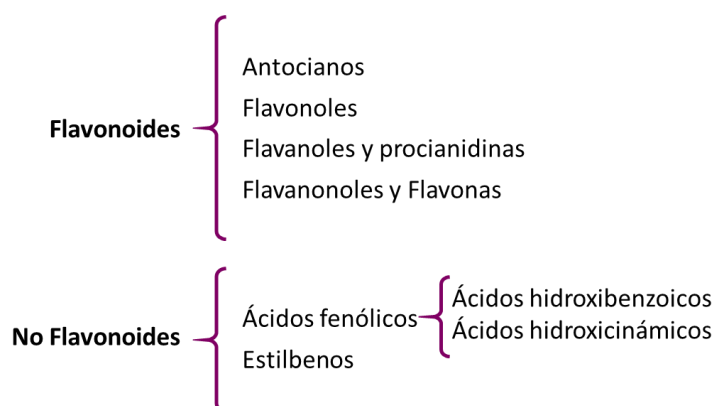 Flavonoides
Antocianos
Flavonoles
Flavanoles y procianidinas
Flavanonoles y Flavonas
No Flavonoides
Ácidos fenólicos
Ácidos hidroxibenzoicos
Ácidos hidroxicinámicos
Estilbenos